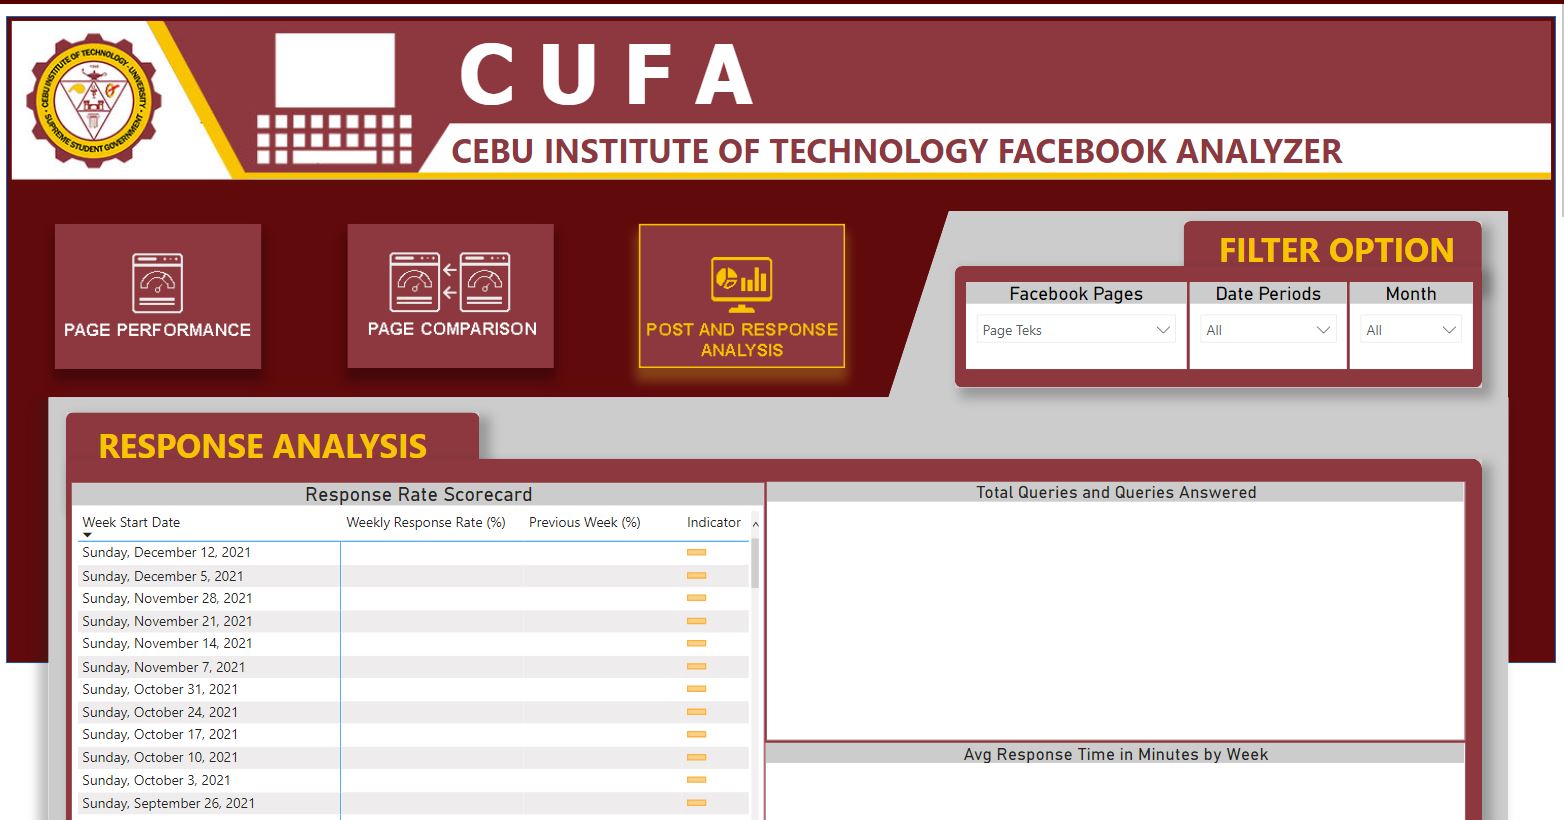 CEBU INSTITUTE OF TECHNOLOGY - UNIVERSITY
SUPREME STUDENT GOVERNMENT
CUFA
CEBU INSTITUTE OF TECHNOLOGY FACEBOOK ANALYZER
PAGE PERFORMANCE
PAGE COMPARISON
POST AND RESPONSE
ANALYSIS
FILTER OPTION
Facebook Pages
Date Periods
Month
Page Teks
All
All
RESPONSE ANALYSIS
Response Rate Scorecard
Week Start Date Weekly Response Rate (%) Previous Week (%) Indicator
Sunday, December 12, 2021
Sunday, December 5, 2021
Sunday, November 28, 2021
Sunday, November 21, 2021
Sunday, November 14, 2021
Sunday, November 7, 2021
Sunday, October 31, 2021
Sunday, October 24, 2021
Sunday, October 17, 2021
Sunday, October 10, 2021
Sunday, October 3, 2021
Sunday, September 26, 2021
Total Queries and Queries Answered
Avg Response Time in Minutes by Week